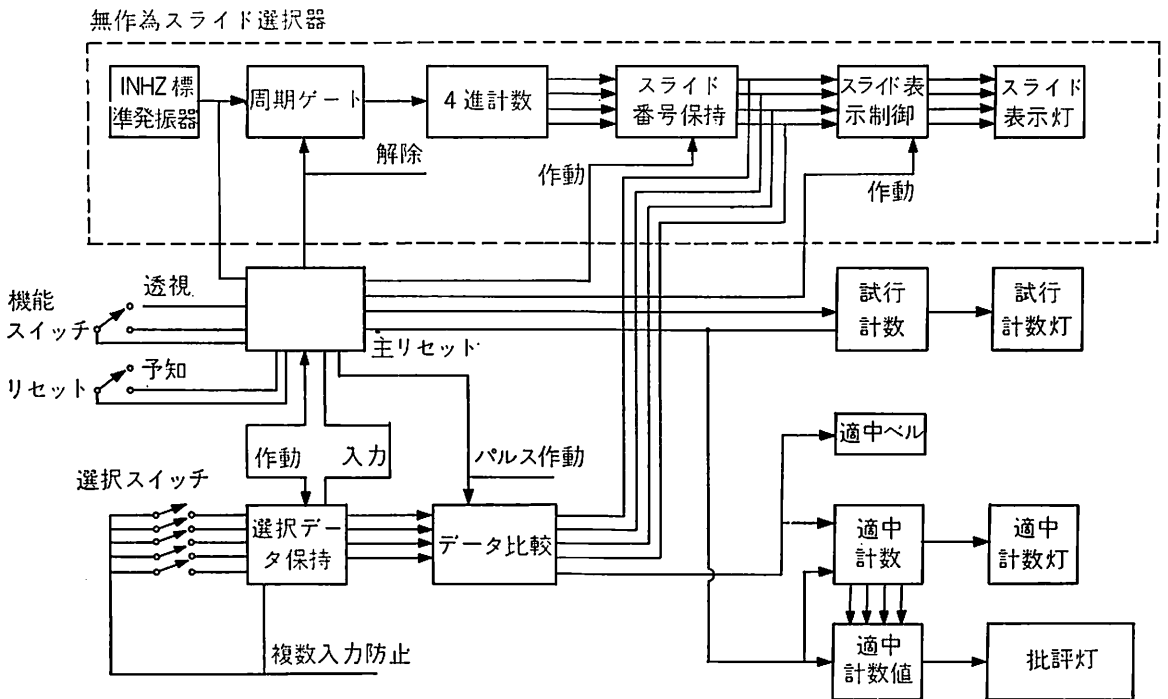 無作為スライド選択器
INHZ標
準発振器
周期ゲート
4進計数
スライド
番号保持
スライド表
示制御
スライド
表示灯
解除
作動
作動
機能
スイッチ
透視
リセット
予知
主リセット
試行
計数
試行
計数灯
作動
入力
パルス作動
適中ベル
選択スイッチ
選択デー
タ保持
データ比較
適中
計数
適中
計数灯
複数入力防止
適中
計数値
批評灯